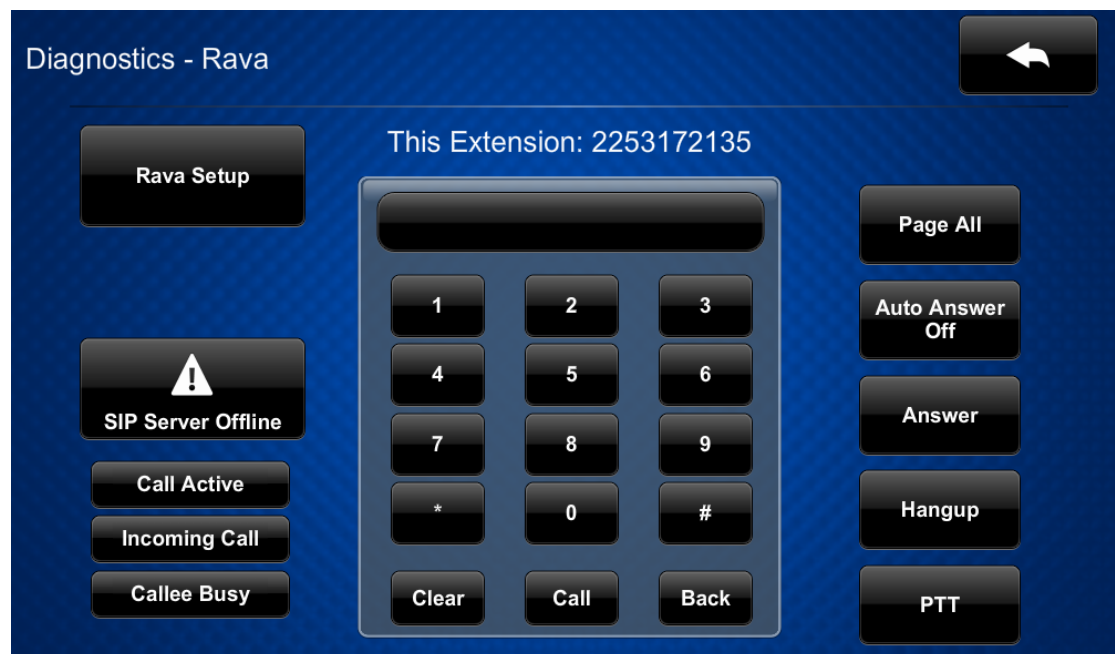 Diagnostics - Rava
This Extension: 2253172135
Rava Setup
SIP Server Offline
Call Active
Incoming Call
Callee Busy
1 2 3
4 5 6
7 8 9
* 0 #
Clear Call Back
Page All
Auto Answer
Off
Answer
Hangup
PTT